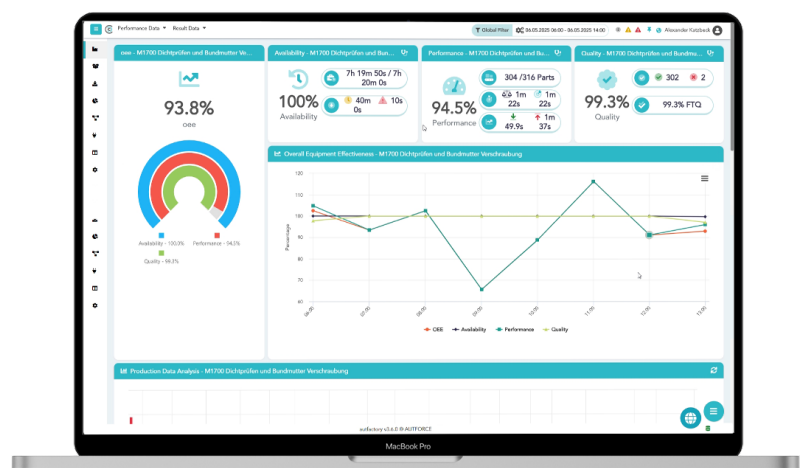 Performance Data
Result Data
Global Filter
06.05.2025 06:00 - 06.05.2025 14:00
Alexander Katzbeck
oee - M1700 Dichtprüfen und Bundmutter Ve...
93.8%
oee
Availability - 100.0%
Performance - 94.5%
Quality - 99.3%
Availability - M1700 Dichtprüfen und Bun...
100%
Availability
7h 19m 50s / 7h
20m 0s
40m
0s
10s
Performance - M1700 Dichtprüfen und Bu...
94.5%
Performance
304 / 316 Parts
1m
22s
1m
22s
49.9s
1m
37s
Quality - M1700 Dichtprüfen und Bundmu...
99.3%
Quality
302
2
99.3% FTQ
Overall Equipment Effectiveness - M1700 Dichtprüfen und Bundmutter Verschraubung
Percentage
120
110
100
90
80
70
60
06:00
07:00
08:00
09:00
10:00
11:00
12:00
13:00
OEE
Availability
Performance
Quality
Production Data Analysis - M1700 Dichtprüfen und Bundmutter Verschraubung
MacBook Pro